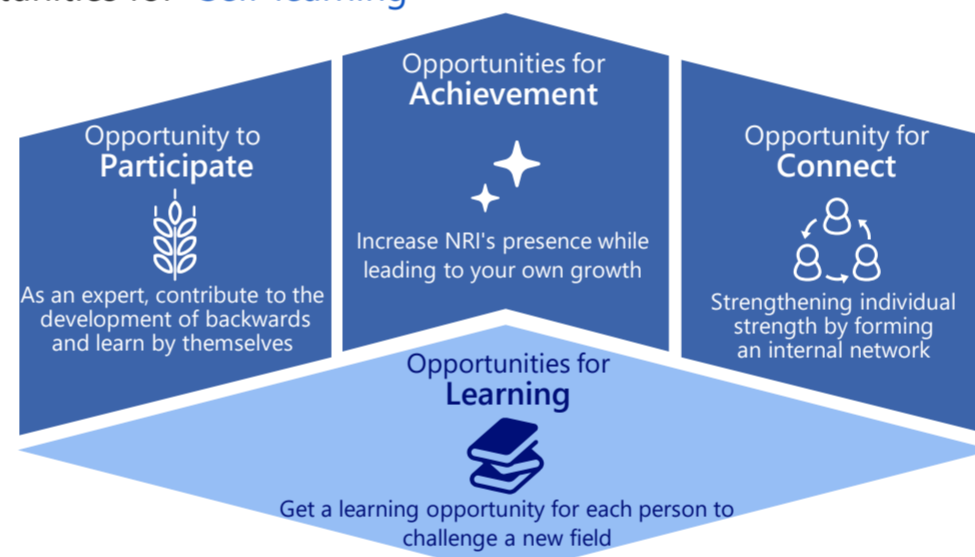 Opportunities for
Achievement
Increase NRI's presence while
leading to your own growth
Opportunity to
Participate
As an expert, contribute to the
development of backwards
and learn by themselves
Opportunity for
Connect
Strengthening individual
strength by forming
an internal network
Opportunities for
Learning
Get a learning opportunity for each person to
challenge a new field